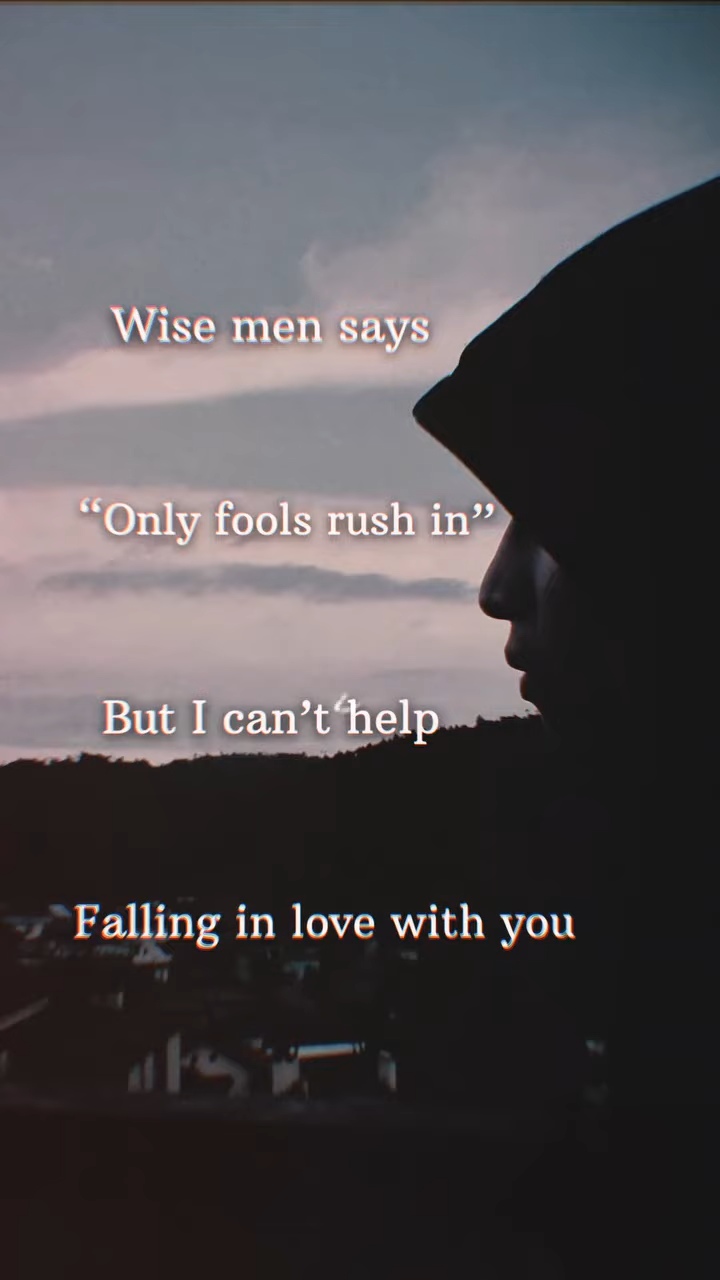 Wise men says
“Only fools rush in”
But I can’t help
Falling in love with you